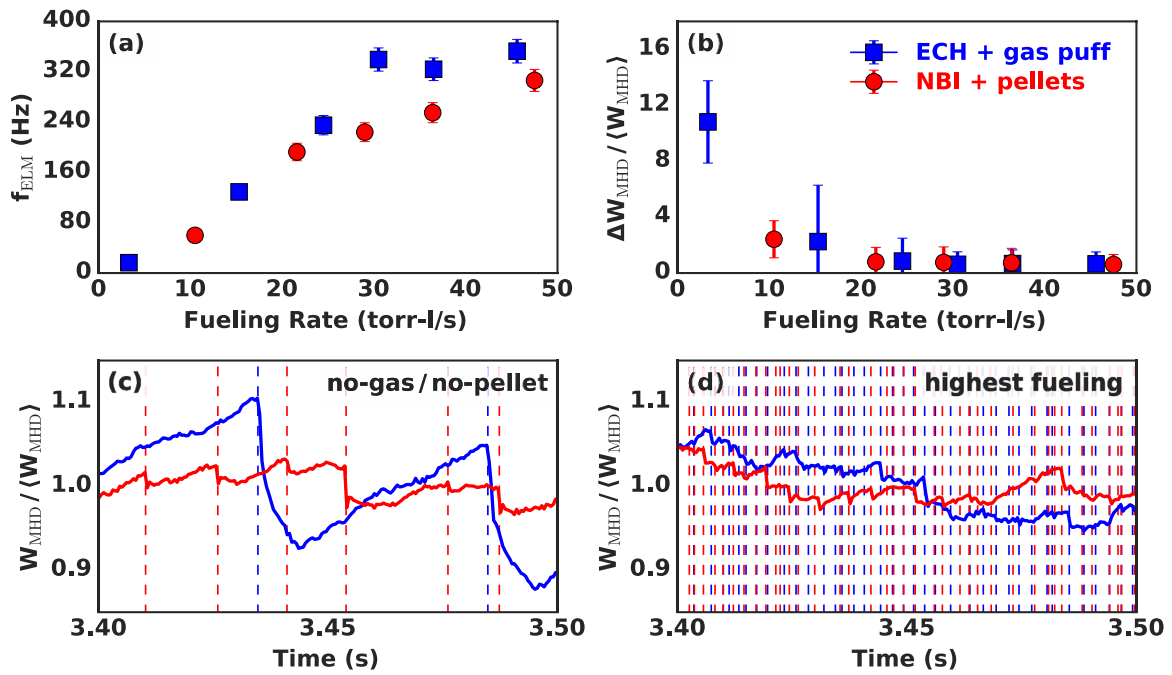 (a)
400
320
240
160
80
0
f_ELM (Hz)
0 10 20 30 40 50
Fueling Rate (torr-l/s)
(b)
ECH + gas puff
NBI + pellets
16
12
8
4
0
ΔW_MHD / ⟨W_MHD⟩
0 10 20 30 40 50
Fueling Rate (torr-l/s)
(c)
no-gas/no-pellet
1.1
1.0
0.9
W_MHD / ⟨W_MHD⟩
3.40 3.45 3.50
Time (s)
(d)
highest fueling
1.1
1.0
0.9
W_MHD / ⟨W_MHD⟩
3.40 3.45 3.50
Time (s)